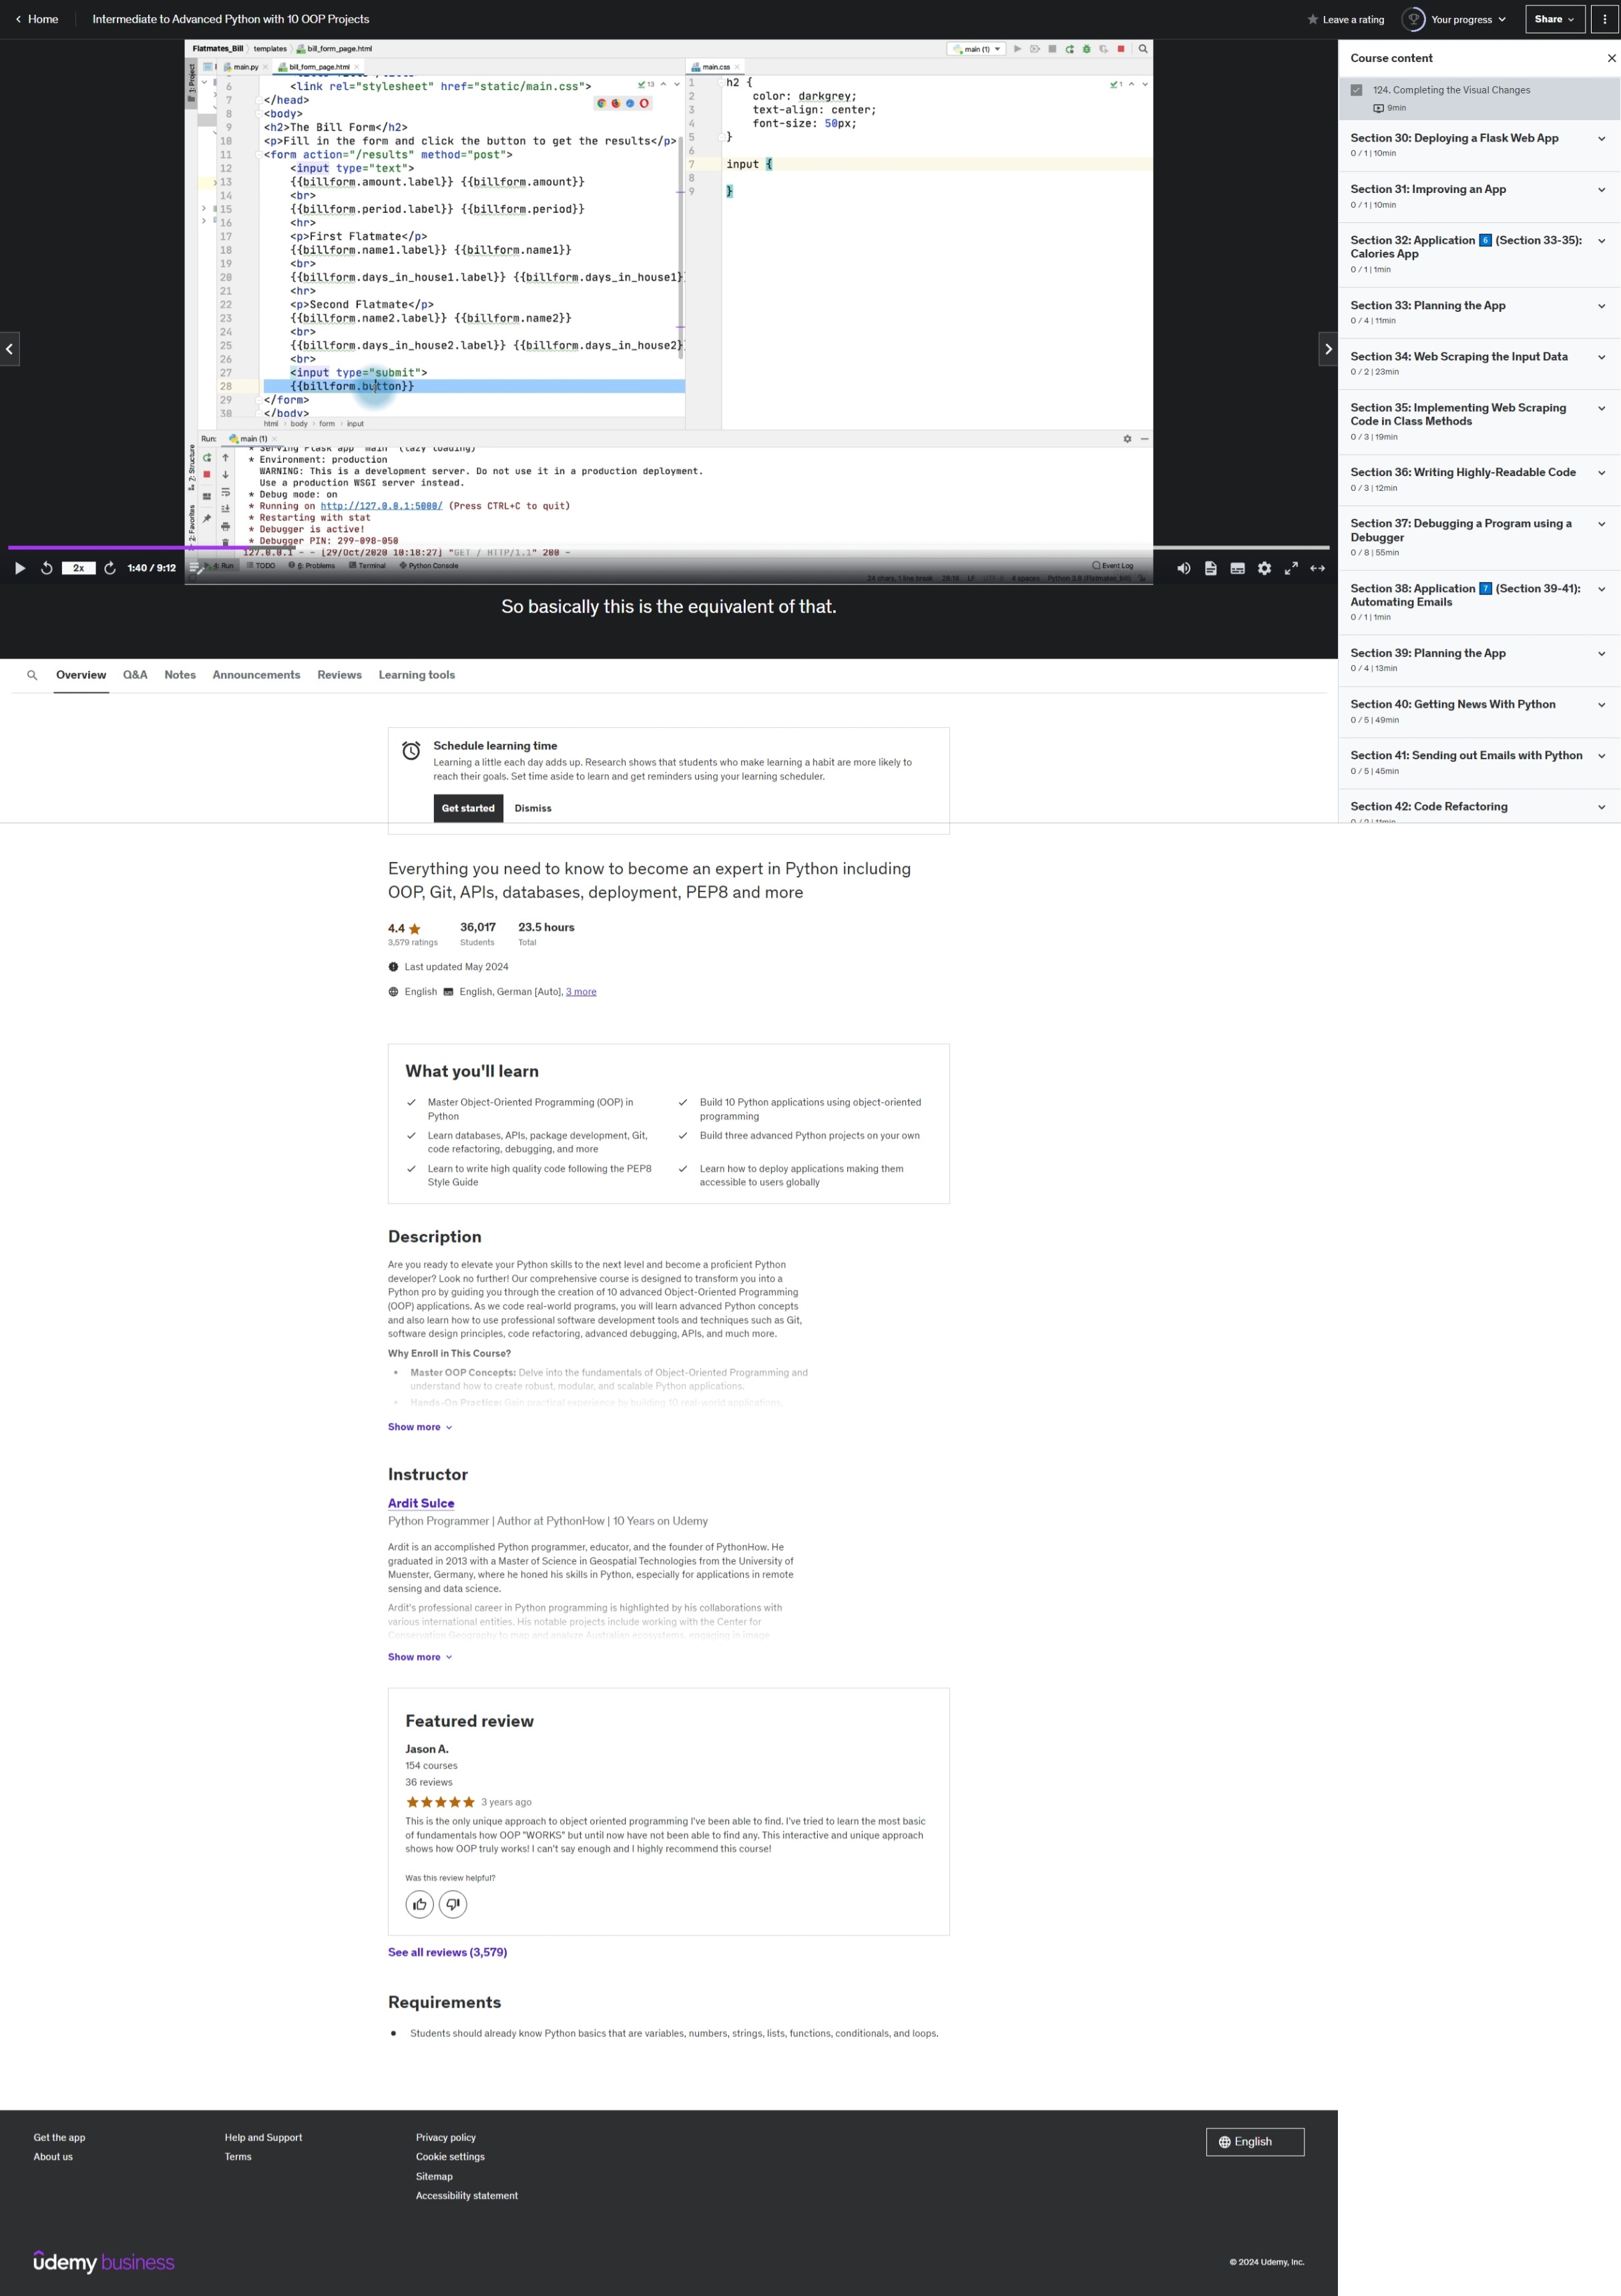 Home
Intermediate to Advanced Python with 10 OOP Projects
Leave a rating
Your progress
Share
Flatmates_Bill
templates
bill_form_page.html
main (1)
1: Project
main.py
bill_form_page.html
main.css
6 <link rel="stylesheet" href="static/main.css">
13
7 </head>
8 <body>
9 <h2>The Bill Form</h2>
10 <p>Fill in the form and click the button to get the results</p>
11 <form action="/results" method="post">
12 <input type="text">
13 {{billform.amount.label}} {{billform.amount}}
14 <br>
15 {{billform.period.label}} {{billform.period}}
16 <hr>
17 <p>First Flatmate</p>
18 {{billform.name1.label}} {{billform.name1}}
19 <br>
20 {{billform.days_in_house1.label}} {{billform.days_in_house1}
21 <hr>
22 <p>Second Flatmate</p>
23 {{billform.name2.label}} {{billform.name2}}
24 <br>
25 {{billform.days_in_house2.label}} {{billform.days_in_house2}
26 <br>
27 <input type="submit">
28 {{billform.button}}
29 </form>
30 </body>
html
body
form
input
1 h2 {
1
2 color: darkgrey;
3 text-align: center;
4 font-size: 50px;
5 }
6
7 input {
8
9 }
Run:
main (1)
7: Structure
2: Favorites
* Serving Flask app "main" (lazy loading)
* Environment: production
WARNING: This is a development server. Do not use it in a production deployment.
Use a production WSGI server instead.
* Debug mode: on
* Running on http://127.0.0.1:5000/ (Press CTRL+C to quit)
* Restarting with stat
* Debugger is active!
* Debugger PIN: 299-098-050
127.0.0.1 - - [29/Oct/2020 10:18:27] "GET / HTTP/1.1" 200 -
4: Run
TODO
6: Problems
Terminal
Python Console
Event Log
24 chars, 1 line break
28:14
LF
UTF-8
4 spaces
Python 3.8 (Flatmates_Bill)
2x
1:40 / 9:12
So basically this is the equivalent of that.
Course content
124. Completing the Visual Changes
9min
Section 30: Deploying a Flask Web App
0 / 1 | 10min
Section 31: Improving an App
0 / 1 | 10min
Section 32: Application 6 (Section 33-35):
Calories App
0 / 1 | 1min
Section 33: Planning the App
0 / 4 | 11min
Section 34: Web Scraping the Input Data
0 / 2 | 23min
Section 35: Implementing Web Scraping
Code in Class Methods
0 / 3 | 19min
Section 36: Writing Highly-Readable Code
0 / 3 | 12min
Section 37: Debugging a Program using a
Debugger
0 / 8 | 55min
Section 38: Application 7 (Section 39-41):
Automating Emails
0 / 1 | 1min
Section 39: Planning the App
0 / 4 | 13min
Section 40: Getting News With Python
0 / 5 | 49min
Section 41: Sending out Emails with Python
0 / 5 | 45min
Section 42: Code Refactoring
0 / 2 | 11min
Overview
Q&A
Notes
Announcements
Reviews
Learning tools
Schedule learning time
Learning a little each day adds up. Research shows that students who make learning a habit are more likely to
reach their goals. Set time aside to learn and get reminders using your learning scheduler.
Get started
Dismiss
Everything you need to know to become an expert in Python including
OOP, Git, APIs, databases, deployment, PEP8 and more
4.4
36,017
23.5 hours
3,579 ratings
Students
Total
Last updated May 2024
English
English, German [Auto], 3 more
What you'll learn
Master Object-Oriented Programming (OOP) in
Python
Build 10 Python applications using object-oriented
programming
Learn databases, APIs, package development, Git,
code refactoring, debugging, and more
Build three advanced Python projects on your own
Learn to write high quality code following the PEP8
Style Guide
Learn how to deploy applications making them
accessible to users globally
Description
Are you ready to elevate your Python skills to the next level and become a proficient Python
developer? Look no further! Our comprehensive course is designed to transform you into a
Python pro by guiding you through the creation of 10 advanced Object-Oriented Programming
(OOP) applications. As we code real-world programs, you will learn advanced Python concepts
and also learn how to use professional software development tools and techniques such as Git,
software design principles, code refactoring, advanced debugging, APIs, and much more.
Why Enroll in This Course?
• Master OOP Concepts: Delve into the fundamentals of Object-Oriented Programming and
understand how to create robust, modular, and scalable Python applications.
• Hands-On Practice: Gain practical experience by building 10 real-world applications,
Show more
Instructor
Ardit Sulce
Python Programmer | Author at PythonHow | 10 Years on Udemy
Ardit is an accomplished Python programmer, educator, and the founder of PythonHow. He
graduated in 2013 with a Master of Science in Geospatial Technologies from the University of
Muenster, Germany, where he honed his skills in Python, especially for applications in remote
sensing and data science.
Ardit's professional career in Python programming is highlighted by his collaborations with
various international entities. His notable projects include working with the Center for
Conservation Geography to map and analyze Australian ecosystems, engaging in image
Show more
Featured review
Jason A.
154 courses
36 reviews
3 years ago
This is the only unique approach to object oriented programming I've been able to find. I've tried to learn the most basic
of fundamentals how OOP "WORKS" but until now have not been able to find any. This interactive and unique approach
shows how OOP truly works! I can't say enough and I highly recommend this course!
Was this review helpful?
See all reviews (3,579)
Requirements
• Students should already know Python basics that are variables, numbers, strings, lists, functions, conditionals, and loops.
Get the app
Help and Support
Privacy policy
English
About us
Terms
Cookie settings
Sitemap
Accessibility statement
ûdemy business
© 2024 Udemy, Inc.